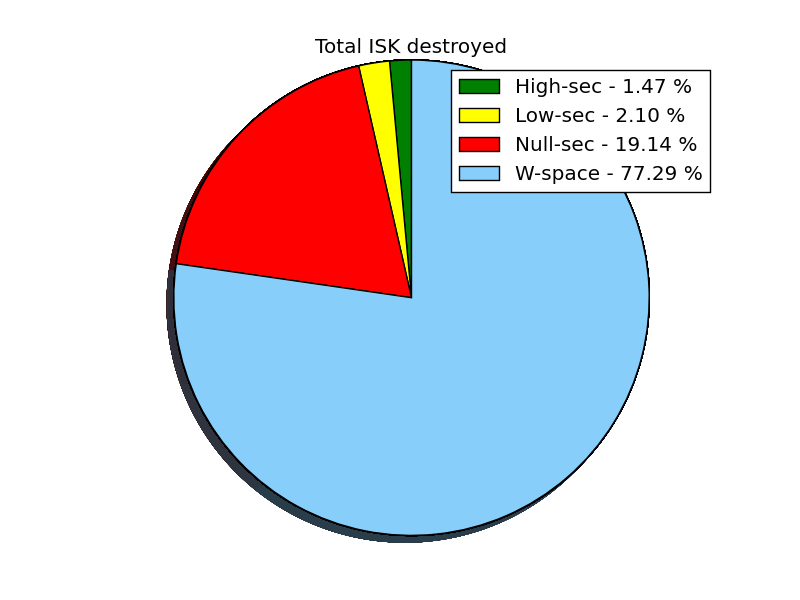 Total ISK destroyed
High-sec - 1.47 %
Low-sec - 2.10 %
Null-sec - 19.14 %
W-space - 77.29 %